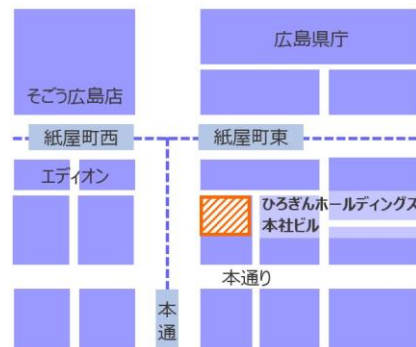 広島県庁
そごう広島店
紙屋町西
紙屋町東
エディオン
ひろぎんホールディングス
本社ビル
本通り
本通